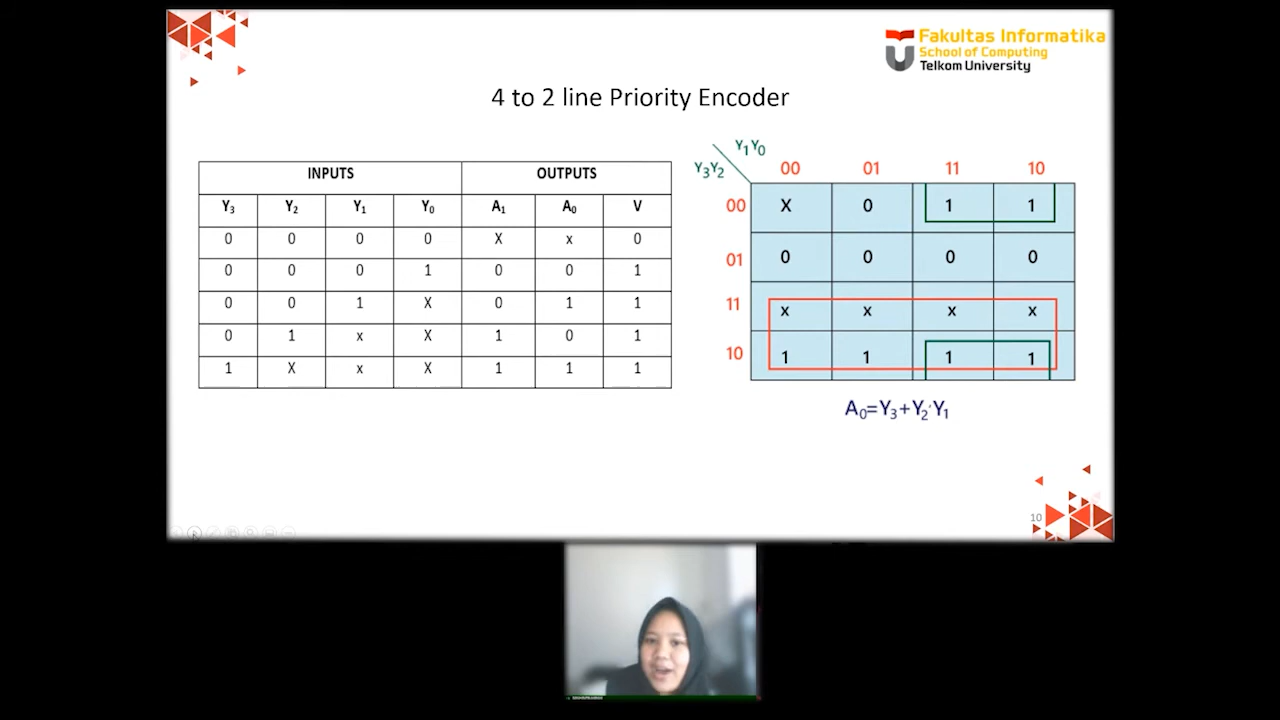 Fakultas Informatika
School of Computing
Telkom University
4 to 2 line Priority Encoder
INPUTS OUTPUTS
Y3 Y2 Y1 Y0 A1 A0 V
0 0 0 0 X x 0
0 0 0 1 0 0 1
0 0 1 X 0 1 1
0 1 x X 1 0 1
1 X x X 1 1 1
Y1Y0
Y3Y2
00 01 11 10
00 X 0 1 1
01 0 0 0 0
11 x x x x
10 1 1 1 1
A0=Y3+Y2'Y1
10